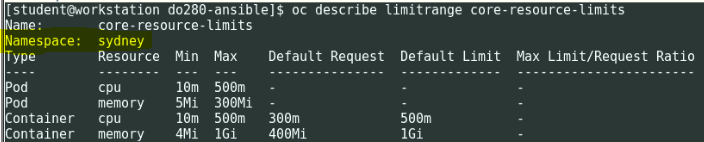 [student@workstation do280-ansible]$ oc describe limitrange core-resource-limits
Name:       core-resource-limits
Namespace:  sydney
Type        Resource  Min  Max    Default Request  Default Limit  Max Limit/Request Ratio
----        --------  ---  ---    ---------------  -------------  -----------------------
Pod         cpu       10m  500m   -                -              -
Pod         memory    5Mi  300Mi  -                -              -
Container   cpu       10m  500m   300m             500m           -
Container   memory    4Mi  1Gi    400Mi            1Gi            -